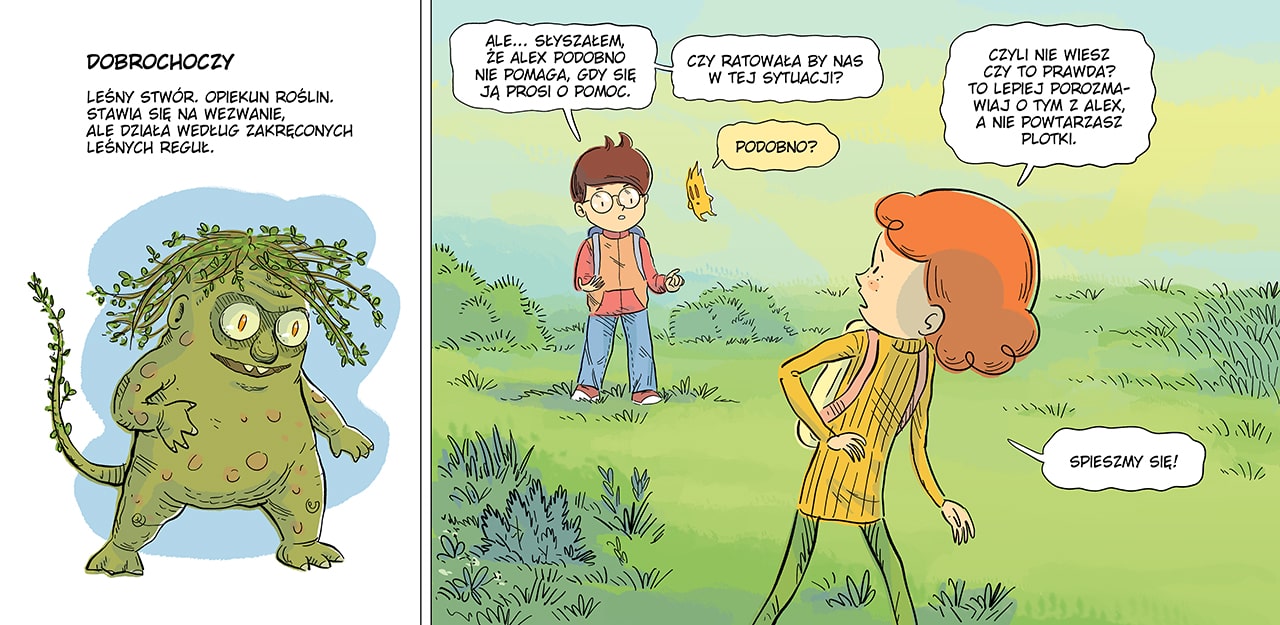 DOBROCHOCZY
LEŚNY STWÓR. OPIEKUN ROŚLIN.
STAWIA SIĘ NA WEZWANIE,
ALE DZIAŁA WEDŁUG ZAKRĘCONYCH
LEŚNYCH REGUŁ.
ALE... SŁYSZAŁEM,
ŻE ALEX PODOBNO
NIE POMAGA, GDY SIĘ
JĄ PROSI O POMOC.
CZY RATOWAŁA BY NAS
W TEJ SYTUACJI?
PODOBNO?
CZYLI NIE WIESZ
CZY TO PRAWDA?
TO LEPIEJ POROZMA-
WIAJ O TYM Z ALEX,
A NIE POWTARZASZ
PLOTKI.
SPIESZMY SIĘ!